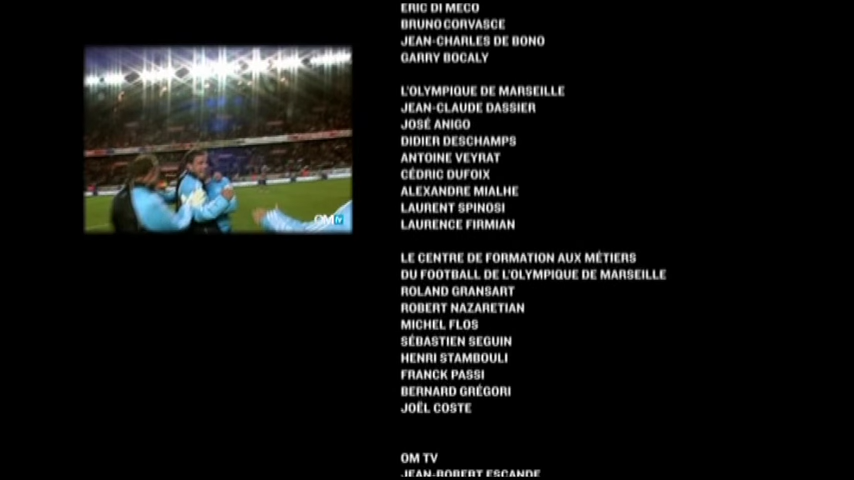 ERIC DI MECO
BRUNO CORVASCE
JEAN-CHARLES DE BONO
GARRY BOCALY
L'OLYMPIQUE DE MARSEILLE
JEAN-CLAUDE DASSIER
JOSÉ ANIGO
DIDIER DESCHAMPS
ANTOINE VEYRAT
CÉDRIC DUFOIX
ALEXANDRE MIALHE
LAURENT SPINOSI
LAURENCE FIRMIAN
LE CENTRE DE FORMATION AUX MÉTIERS
DU FOOTBALL DE L'OLYMPIQUE DE MARSEILLE
ROLAND GRANSART
ROBERT NAZARETIAN
MICHEL FLOS
SÉBASTIEN SEGUIN
HENRI STAMBOULI
FRANCK PASSI
BERNARD GRÉGORI
JOËL COSTE
OM TV
JEAN-ROBERT ESCANDE
OMtv